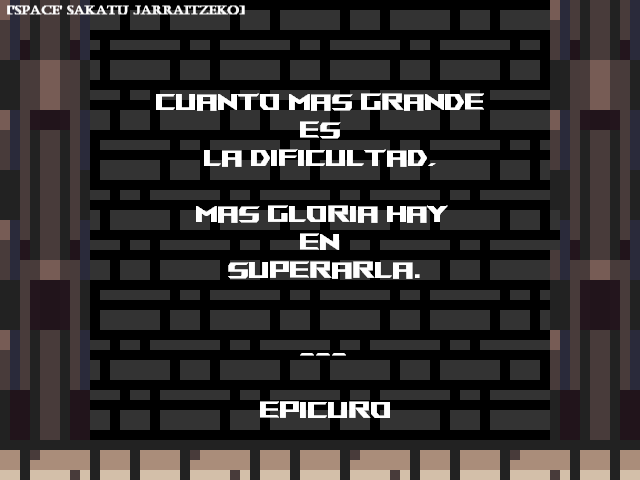 ['SPACE' SAKATU JARRAITZEKO]
CUANTO MAS GRANDE
ES
LA DIFICULTAD,
MAS GLORIA HAY
EN
SUPERARLA.
---
EPICURO